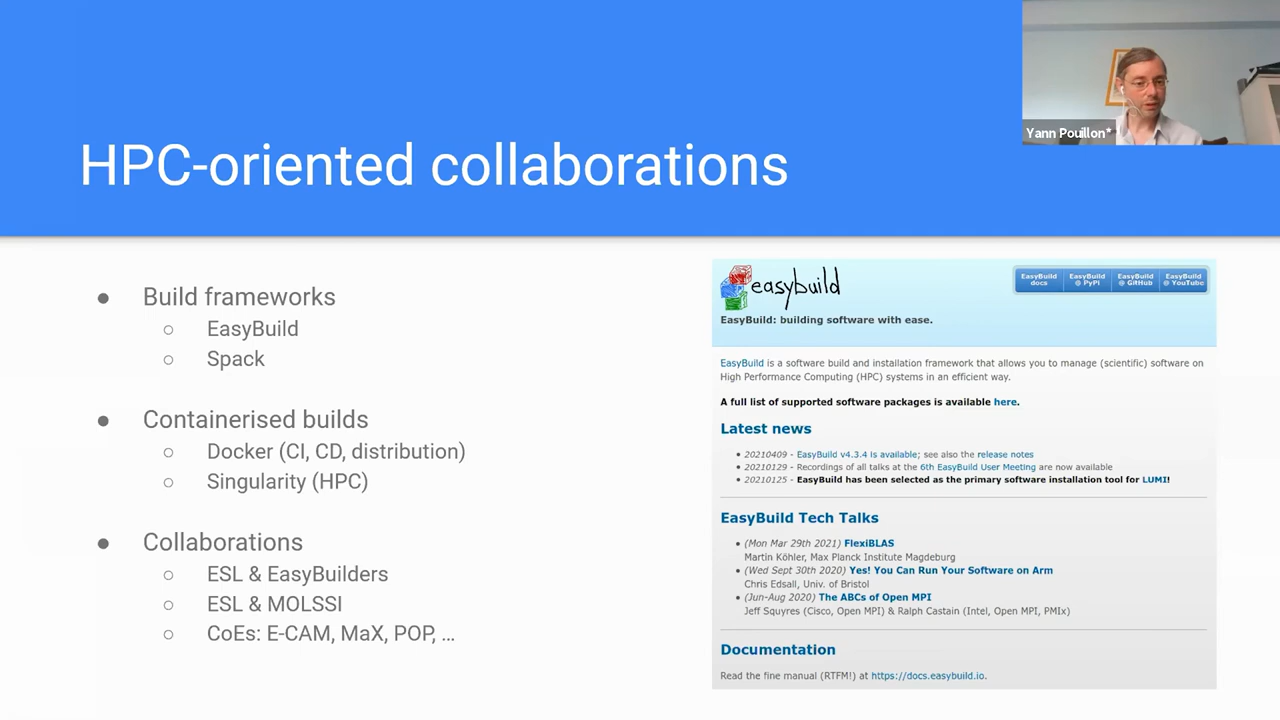 Yann Pouillon*
HPC-oriented collaborations
● Build frameworks
○ EasyBuild
○ Spack
● Containerised builds
○ Docker (CI, CD, distribution)
○ Singularity (HPC)
● Collaborations
○ ESL & EasyBuilders
○ ESL & MOLSSI
○ CoEs: E-CAM, MaX, POP, ...
easybuild
EasyBuild docs
EasyBuild @ PyPI
EasyBuild @ GitHub
EasyBuild @ YouTube
EasyBuild: building software with ease.
EasyBuild is a software build and installation framework that allows you to manage (scientific) software on
High Performance Computing (HPC) systems in an efficient way.
A full list of supported software packages is available here.
Latest news
• 20210409 - EasyBuild v4.3.4 is available; see also the release notes
• 20210129 - Recordings of all talks at the 6th EasyBuild User Meeting are now available
• 20210125 - EasyBuild has been selected as the primary software installation tool for LUMI!
EasyBuild Tech Talks
• (Mon Mar 29th 2021) FlexiBLAS
Martin Köhler, Max Planck Institute Magdeburg
• (Wed Sept 30th 2020) Yes! You Can Run Your Software on Arm
Chris Edsall, Univ. of Bristol
• (Jun-Aug 2020) The ABCs of Open MPI
Jeff Squyres (Cisco, Open MPI) & Ralph Castain (Intel, Open MPI, PMIx)
Documentation
Read the fine manual (RTFM!) at https://docs.easybuild.io.